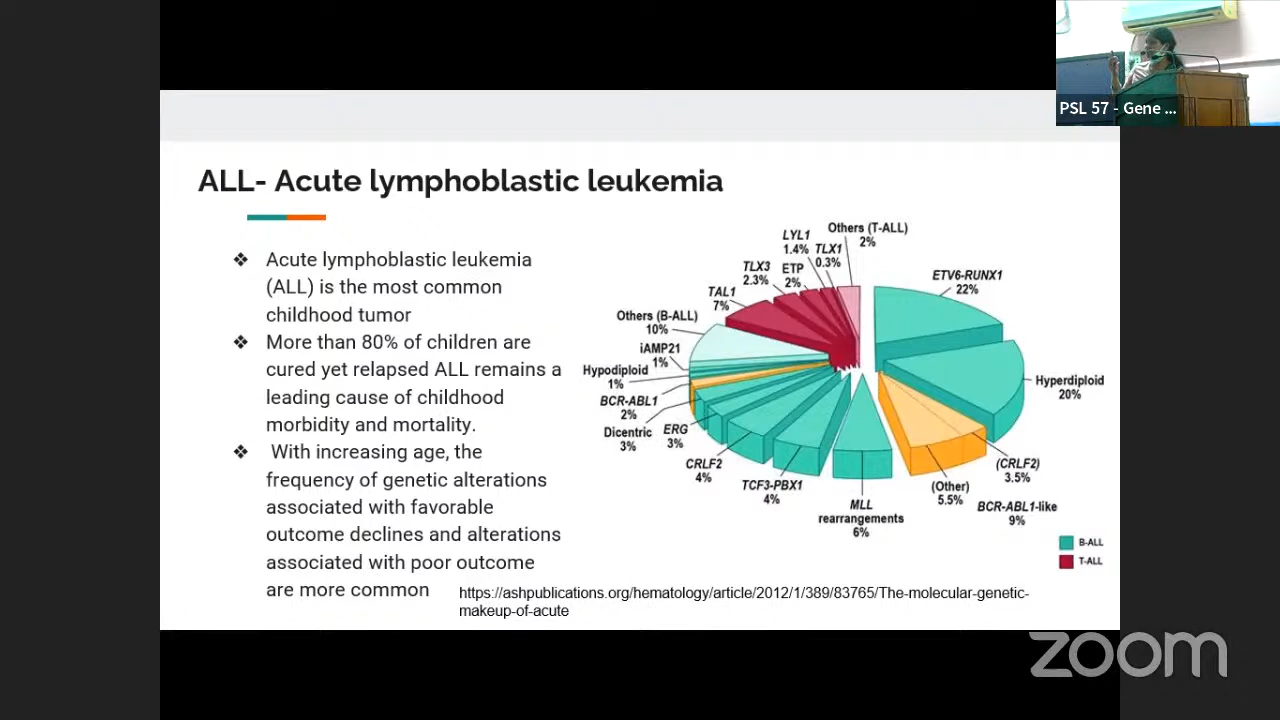 PSL 57 - Gene ...
ALL- Acute lymphoblastic leukemia
❖ Acute lymphoblastic leukemia
(ALL) is the most common
childhood tumor
❖ More than 80% of children are
cured yet relapsed ALL remains a
leading cause of childhood
morbidity and mortality.
❖ With increasing age, the
frequency of genetic alterations
associated with favorable
outcome declines and alterations
associated with poor outcome
are more common
Others (T-ALL)
2%
LYL1
1.4%
TLX1
0.3%
ETP
2%
TLX3
2.3%
TAL1
7%
Others (B-ALL)
10%
iAMP21
1%
Hypodiploid
1%
BCR-ABL1
2%
Dicentric
3%
ERG
3%
CRLF2
4%
TCF3-PBX1
4%
MLL
rearrangements
6%
(Other)
5.5%
(CRLF2)
3.5%
BCR-ABL1-like
9%
Hyperdiploid
20%
ETV6-RUNX1
22%
B-ALL
T-ALL
https://ashpublications.org/hematology/article/2012/1/389/83765/The-molecular-genetic-
makeup-of-acute
zoom